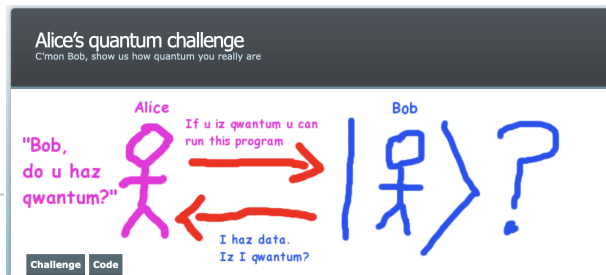 Alice's quantum challenge
C'mon Bob, show us how quantum you really are
Alice
Bob
"Bob,
do u haz
qwantum?"
If u iz qwantum u can
run this program
?
I haz data.
Iz I qwantum?
Challenge
Code